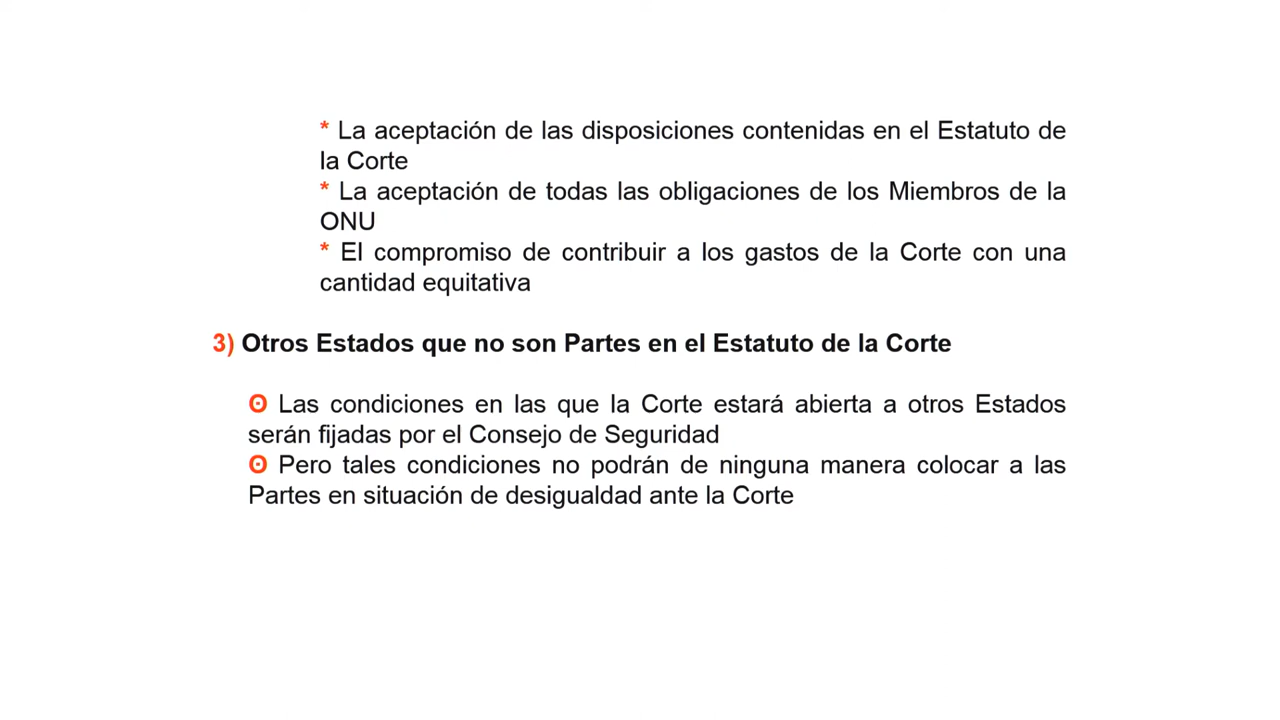 * La aceptación de las disposiciones contenidas en el Estatuto de
la Corte
* La aceptación de todas las obligaciones de los Miembros de la
ONU
* El compromiso de contribuir a los gastos de la Corte con una
cantidad equitativa
3) Otros Estados que no son Partes en el Estatuto de la Corte
ʘ Las condiciones en las que la Corte estará abierta a otros Estados
serán fijadas por el Consejo de Seguridad
ʘ Pero tales condiciones no podrán de ninguna manera colocar a las
Partes en situación de desigualdad ante la Corte